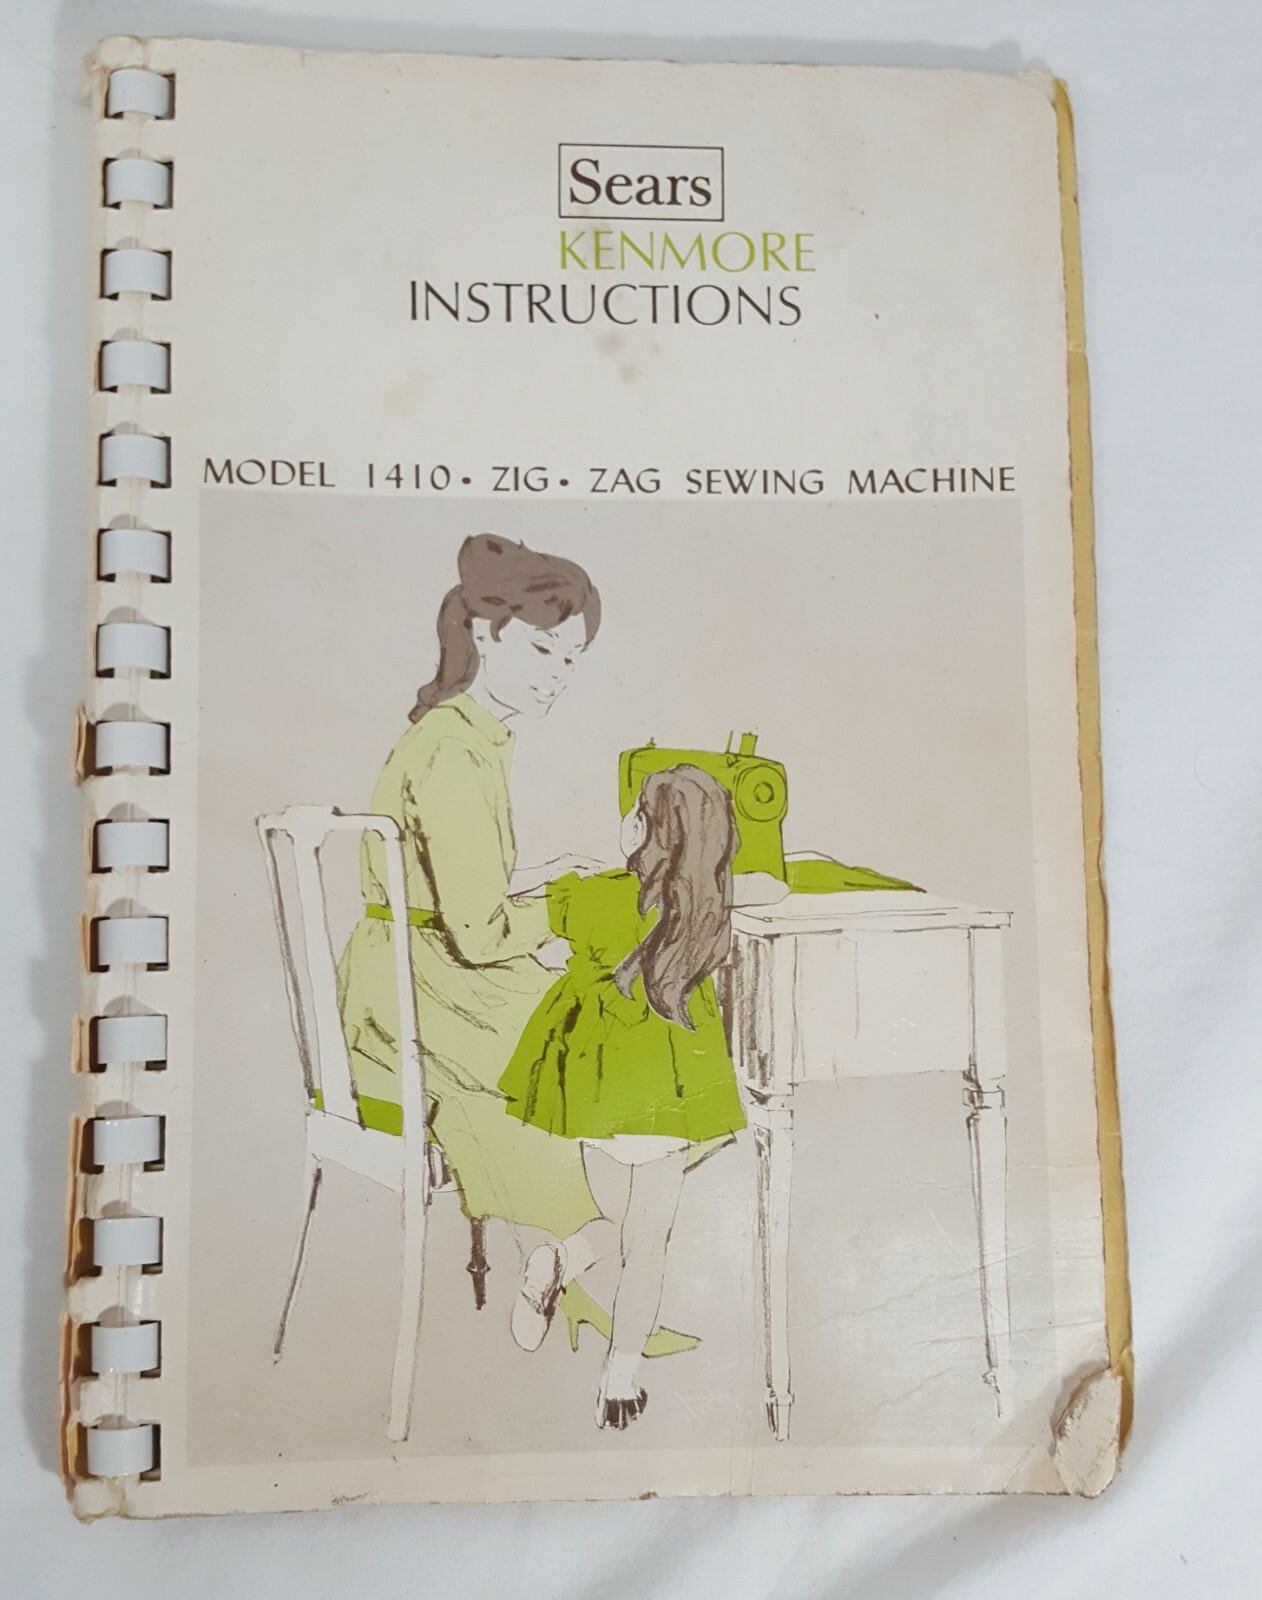 Sears
KENMORE
INSTRUCTIONS
MODEL 1410 • ZIG • ZAG SEWING MACHINE